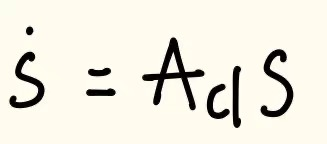 ṡ = A_cl s